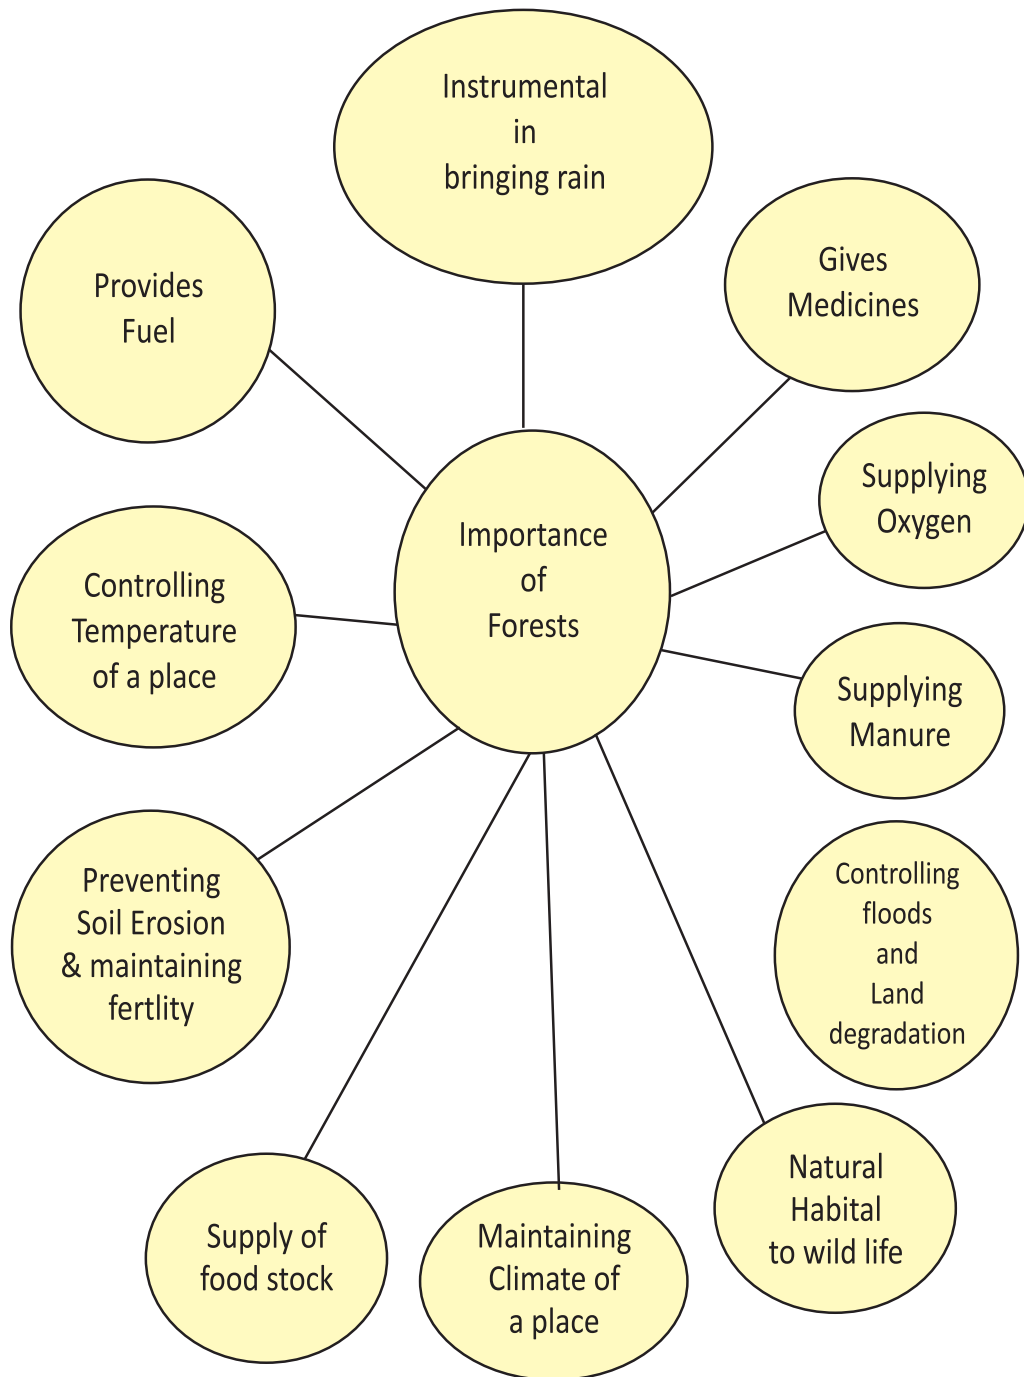 Instrumental
in
bringing rain
Gives
Medicines
Provides
Fuel
Supplying
Oxygen
Importance
of
Forests
Controlling
Temperature
of a place
Supplying
Manure
Preventing
Soil Erosion
& maintaining
fertlity
Controlling
floods
and
Land
degradation
Natural
Habital
to wild life
Supply of
food stock
Maintaining
Climate of
a place